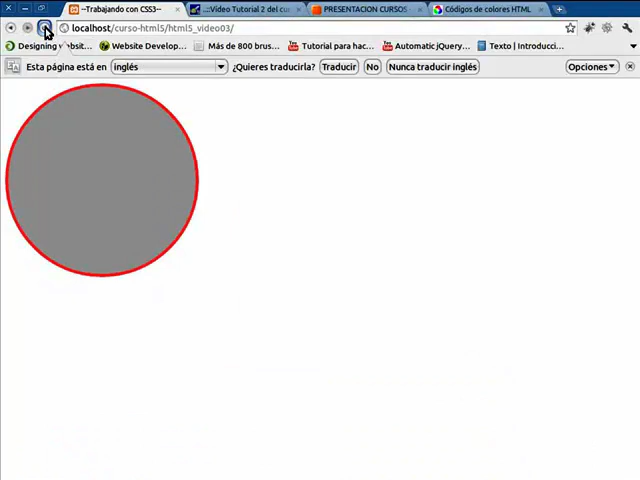 --Trabajando con CSS3--
..::Video Tutorial 2 del cu
PRESENTACION CURSOS
Códigos de colores HTML
localhost/curso-html5/html5_video03/
Designing
Website Develop...
Más de 800 brus...
Tutorial para hac...
Automatic jQuery...
Texto | Introducci...
Esta página está en
inglés
¿Quieres traducirla?
Traducir
No
Nunca traducir inglés
Opciones